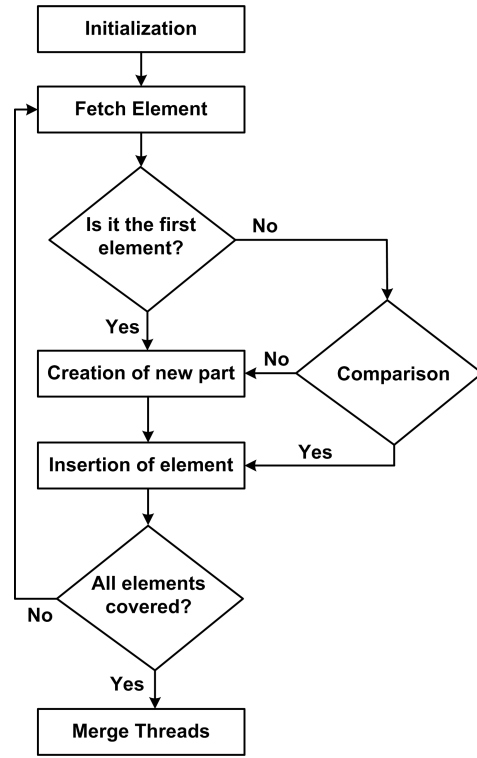 Initialization
Fetch Element
Is it the first
element?
No
Yes
Creation of new part
No
Comparison
Insertion of element
Yes
All elements
covered?
No
Yes
Merge Threads